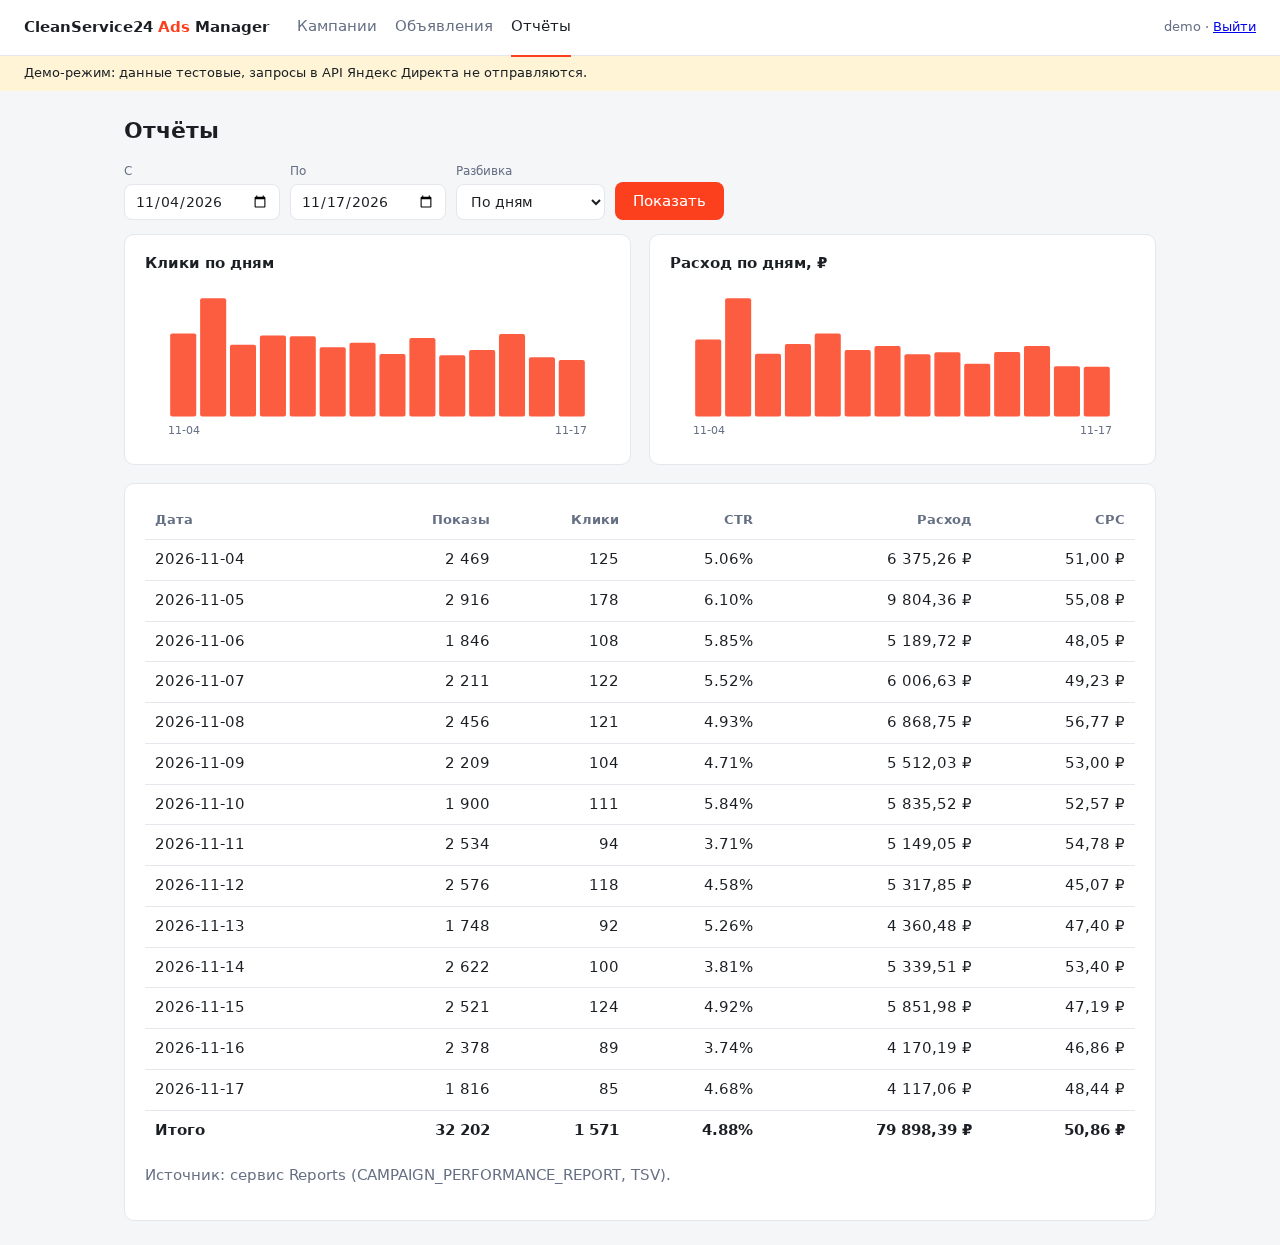 CleanService24 Ads Manager Кампании Объявления Отчёты demo · Выйти
Демо-режим: данные тестовые, запросы в API Яндекс Директа не отправляются.
Отчёты
С По Разбивка
11/04/2026 11/17/2026 По дням Показать
Клики по дням
11-04 11-17
Расход по дням, ₽
11-04 11-17
Дата Показы Клики CTR Расход CPC
2026-11-04 2 469 125 5.06% 6 375,26 ₽ 51,00 ₽
2026-11-05 2 916 178 6.10% 9 804,36 ₽ 55,08 ₽
2026-11-06 1 846 108 5.85% 5 189,72 ₽ 48,05 ₽
2026-11-07 2 211 122 5.52% 6 006,63 ₽ 49,23 ₽
2026-11-08 2 456 121 4.93% 6 868,75 ₽ 56,77 ₽
2026-11-09 2 209 104 4.71% 5 512,03 ₽ 53,00 ₽
2026-11-10 1 900 111 5.84% 5 835,52 ₽ 52,57 ₽
2026-11-11 2 534 94 3.71% 5 149,05 ₽ 54,78 ₽
2026-11-12 2 576 118 4.58% 5 317,85 ₽ 45,07 ₽
2026-11-13 1 748 92 5.26% 4 360,48 ₽ 47,40 ₽
2026-11-14 2 622 100 3.81% 5 339,51 ₽ 53,40 ₽
2026-11-15 2 521 124 4.92% 5 851,98 ₽ 47,19 ₽
2026-11-16 2 378 89 3.74% 4 170,19 ₽ 46,86 ₽
2026-11-17 1 816 85 4.68% 4 117,06 ₽ 48,44 ₽
Итого 32 202 1 571 4.88% 79 898,39 ₽ 50,86 ₽
Источник: сервис Reports (CAMPAIGN_PERFORMANCE_REPORT, TSV).